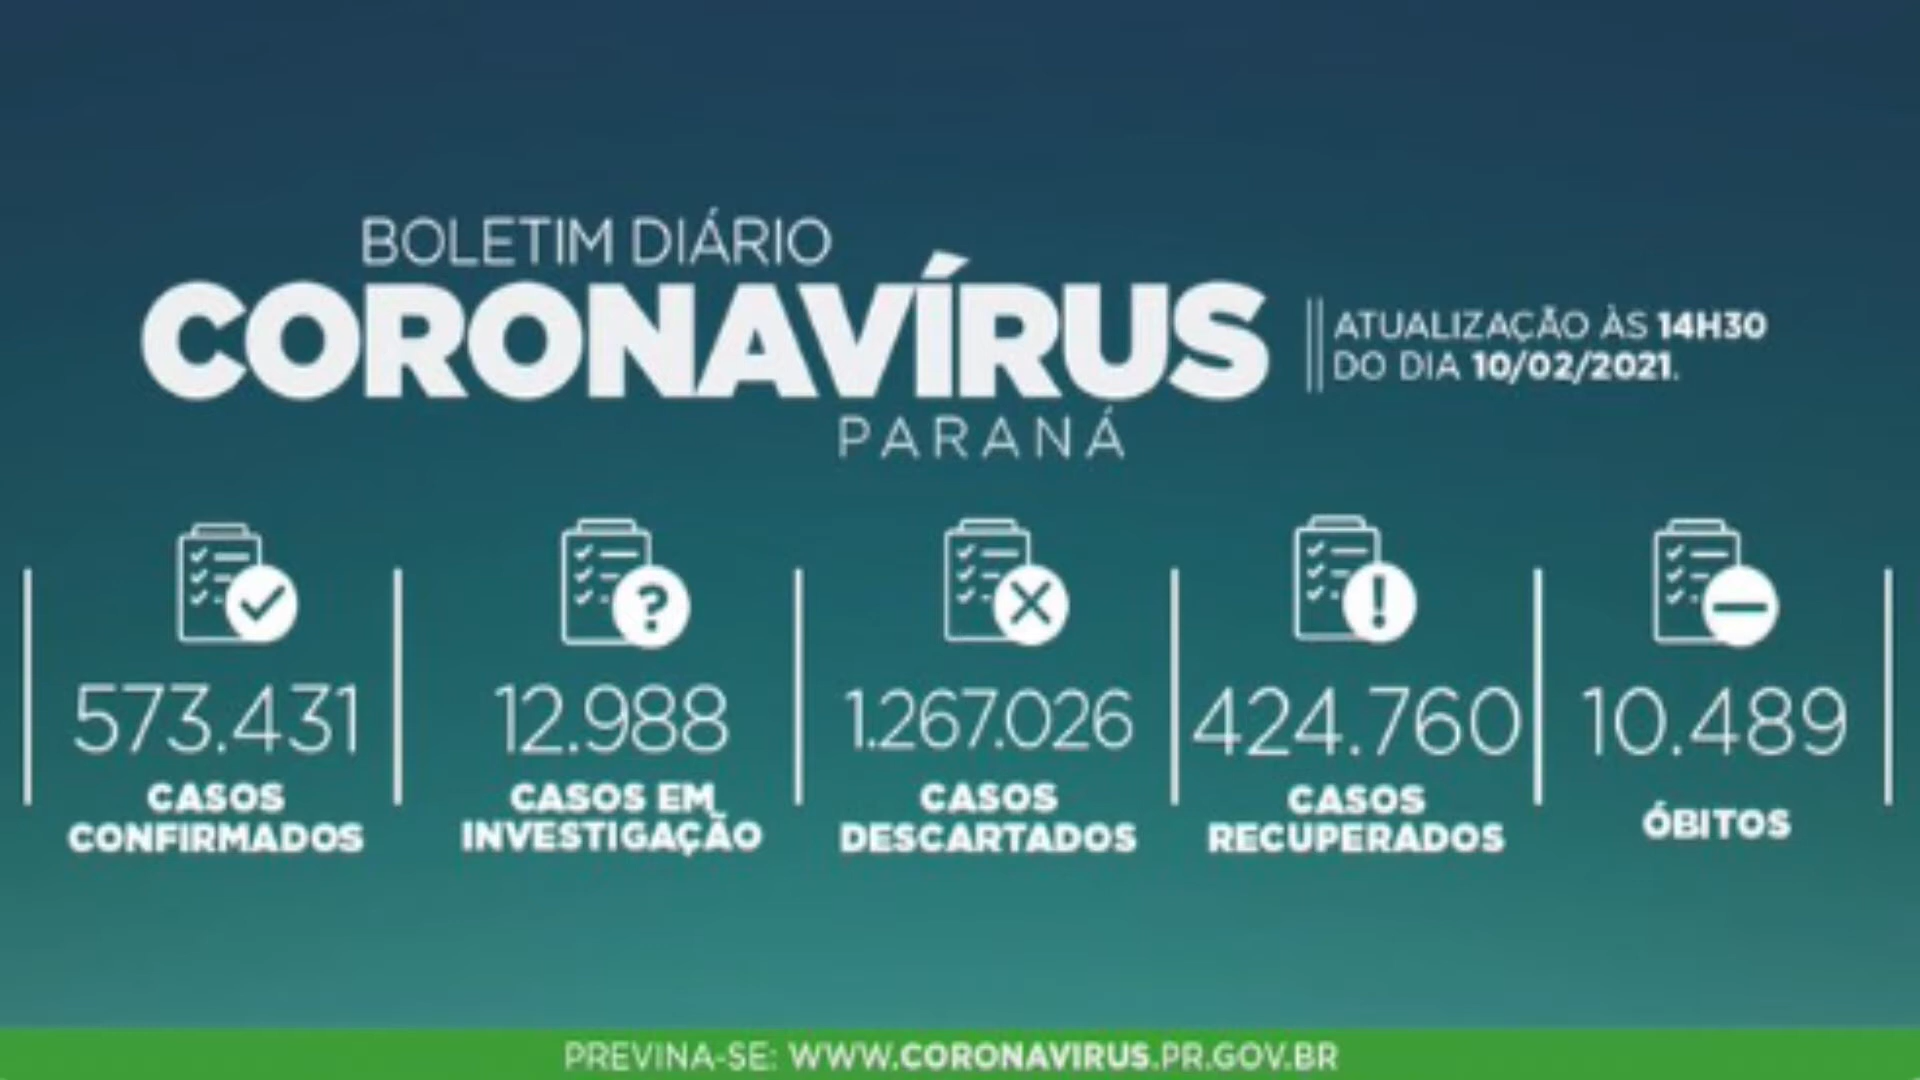 BOLETIM DIÁRIO
CORONAVÍRUS
PARANÁ
ATUALIZAÇÃO ÀS 14H30
DO DIA 10/02/2021.
573.431
CASOS
CONFIRMADOS
12.988
CASOS EM
INVESTIGAÇÃO
1.267.026
CASOS
DESCARTADOS
424.760
CASOS
RECUPERADOS
10.489
ÓBITOS
PREVINA-SE: WWW.CORONAVIRUS.PR.GOV.BR